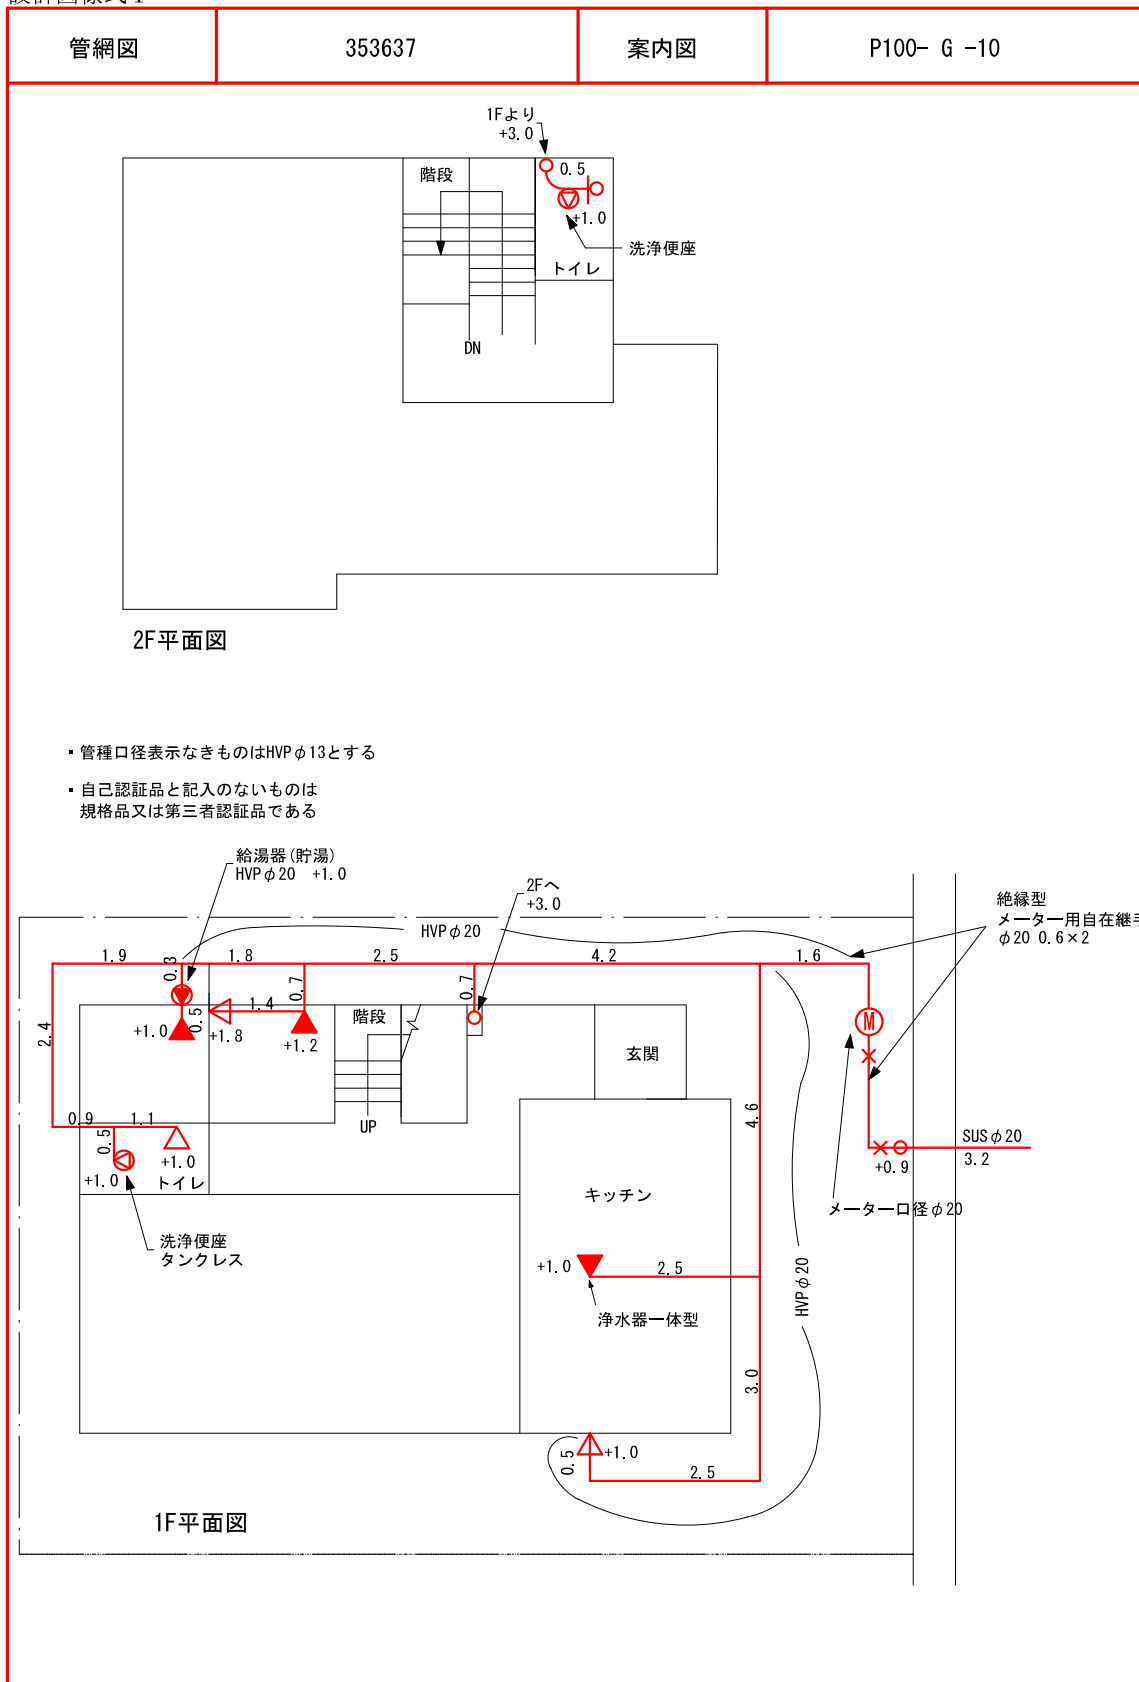 管網図
353637
案内図
P100- G -10
1Fより
+3.0
階段
0.5
+1.0
洗浄便座
トイレ
DN
2F平面図
・管種口径表示なきものはHVPφ13とする
・自己認証品と記入のないものは
規格品又は第三者認証品である
給湯器(貯湯)
HVPφ20 +1.0
2Fへ
+3.0
絶縁型
メーター用自在継手
φ20 0.6×2
HVPφ20
1.9
0.3
1.8
2.5
4.2
1.6
0.7
0.7
1.4
0.5
+1.0
+1.8
+1.2
階段
玄関
M
2.4
0.9
1.1
UP
4.6
0.5
+1.0
+1.0
トイレ
SUSφ20
3.2
+0.9
キッチン
メーター口径φ20
洗浄便座
タンクレス
+1.0
2.5
HVPφ20
浄水器一体型
3.0
+1.0
0.5
2.5
1F平面図